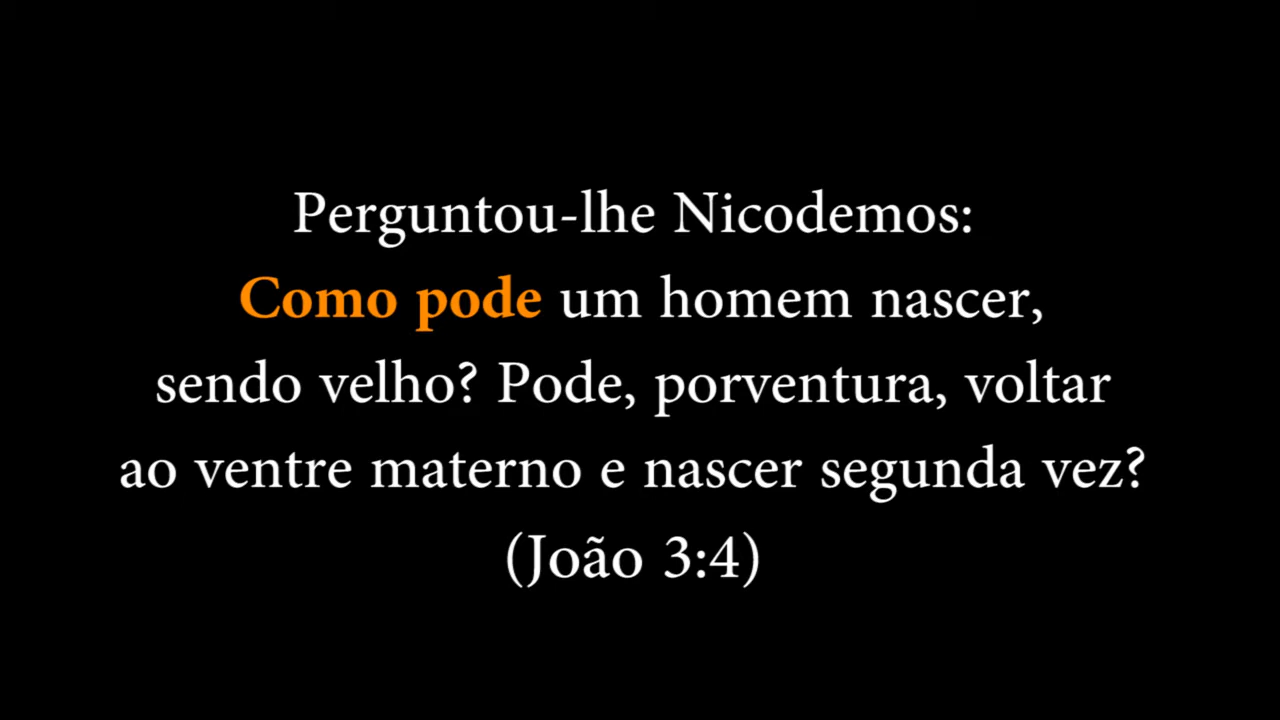 Perguntou-lhe Nicodemos:
Como pode um homem nascer,
sendo velho? Pode, porventura, voltar
ao ventre materno e nascer segunda vez?
(João 3:4)